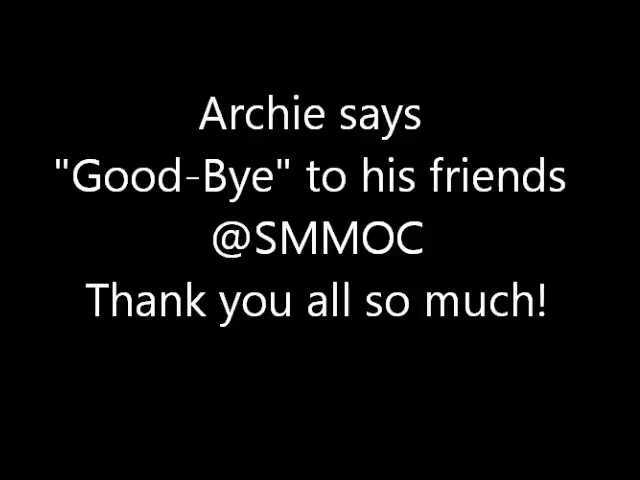 Archie says
"Good-Bye" to his friends
@SMMOC
Thank you all so much!